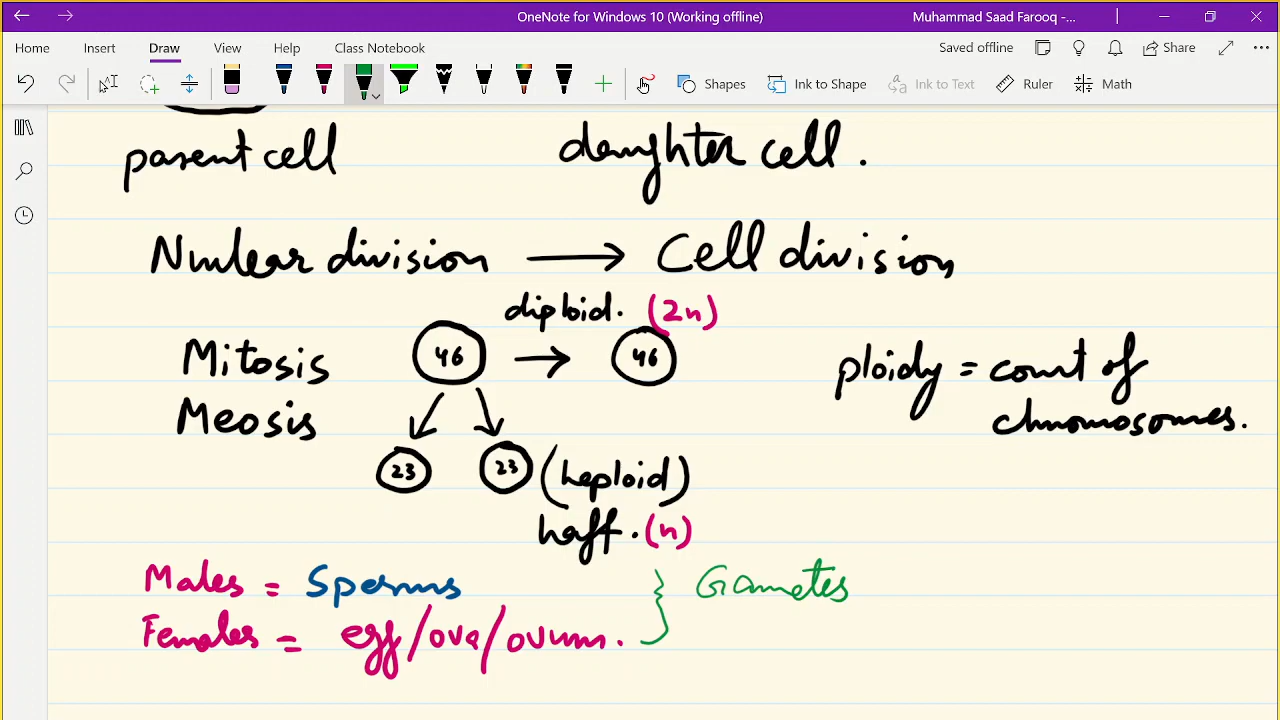 OneNote for Windows 10 (Working offline)
Muhammad Saad Farooq -...
Home Insert Draw View Help Class Notebook
Saved offline Share
Shapes Ink to Shape Ink to Text Ruler Math
parent cell daughter cell.
Nuclear division → Cell division
diploid. (2n)
Mitosis 46 → 46
ploidy = count of
chromosomes.
Meosis
23 23 (heploid)
haff. (n)
Males = Sperms
Females = egg/ova/ovum.
} Gametes